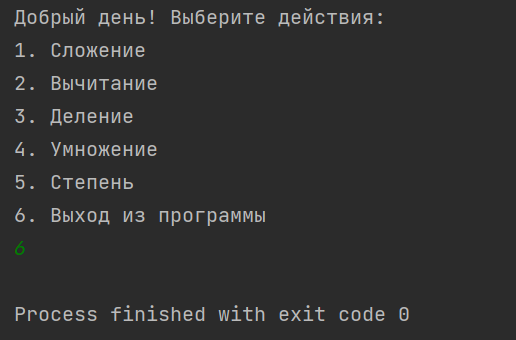 Добрый день! Выберите действия:
1. Сложение
2. Вычитание
3. Деление
4. Умножение
5. Степень
6. Выход из программы
6
Process finished with exit code 0